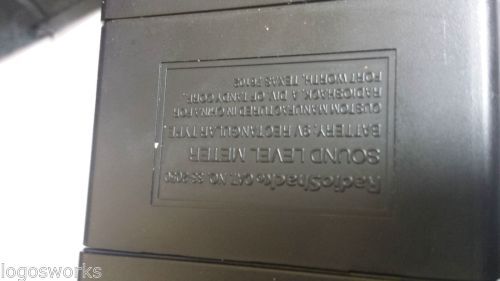 RadioShack® CAT. NO. 33-2050
SOUND LEVEL METER
BATTERY: 9V RECTANGULAR TYPE.
CUSTOM MANUFACTURED IN CHINA FOR
RADIOSHACK, A DIV. OF TANDY CORP.,
FORT WORTH, TEXAS 76102
logosworks